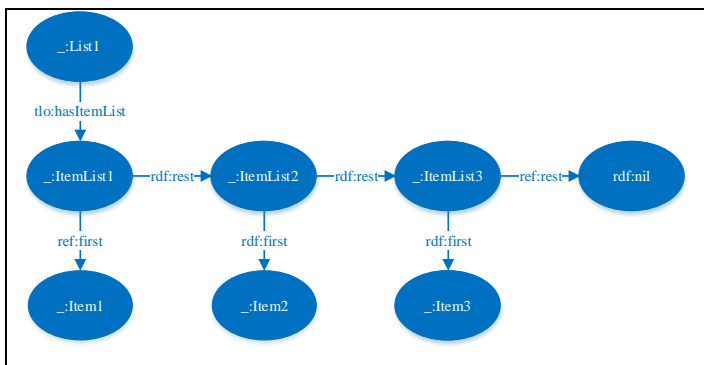 _:List1
tlo:hasItemList
_:ItemList1
rdf:rest
_:ItemList2
rdf:rest
_:ItemList3
ref:rest
rdf:nil
ref:first
rdf:first
rdf:first
_:Item1
_:Item2
_:Item3